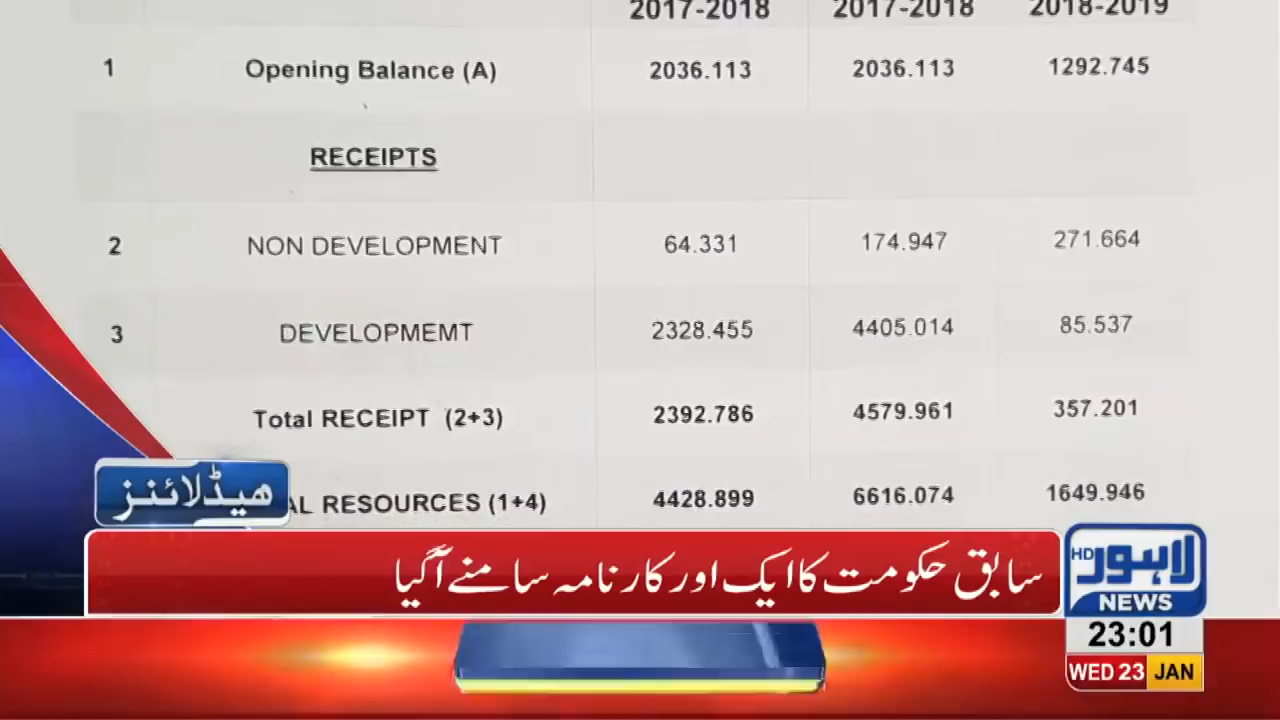 2017-2018 2017-2018 2018-2019
1 Opening Balance (A) 2036.113 2036.113 1292.745
RECEIPTS
2 NON DEVELOPMENT 64.331 174.947 271.664
3 DEVELOPMEMT 2328.455 4405.014 85.537
Total RECEIPT (2+3) 2392.786 4579.961 357.201
AL RESOURCES (1+4) 4428.899 6616.074 1649.946
ہیڈلائنز
سابق حکومت کا ایک اور کارنامہ سامنے آگیا
لاہور HD
NEWS
23:01
WED 23 JAN